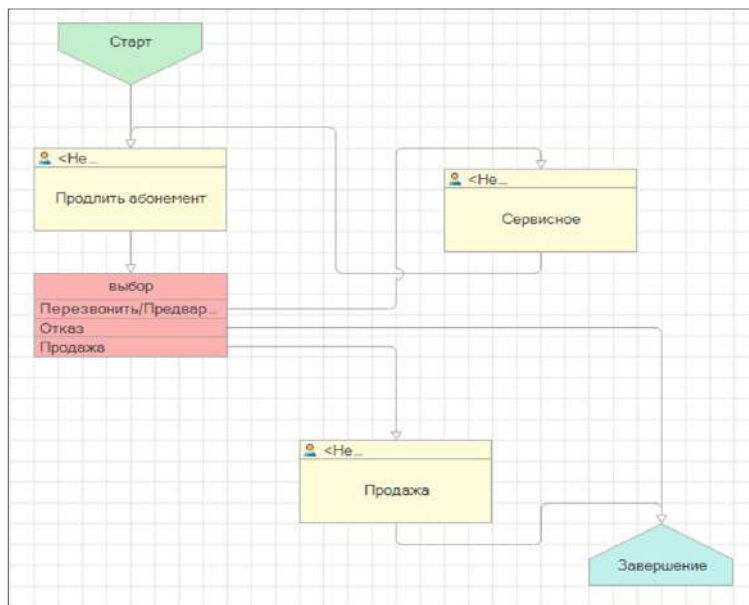 Старт
<Не...
Продлить абонемент
<Не...
Сервисное
выбор
Перезвонить/Предвар...
Отказ
Продажа
<Не...
Продажа
Завершение